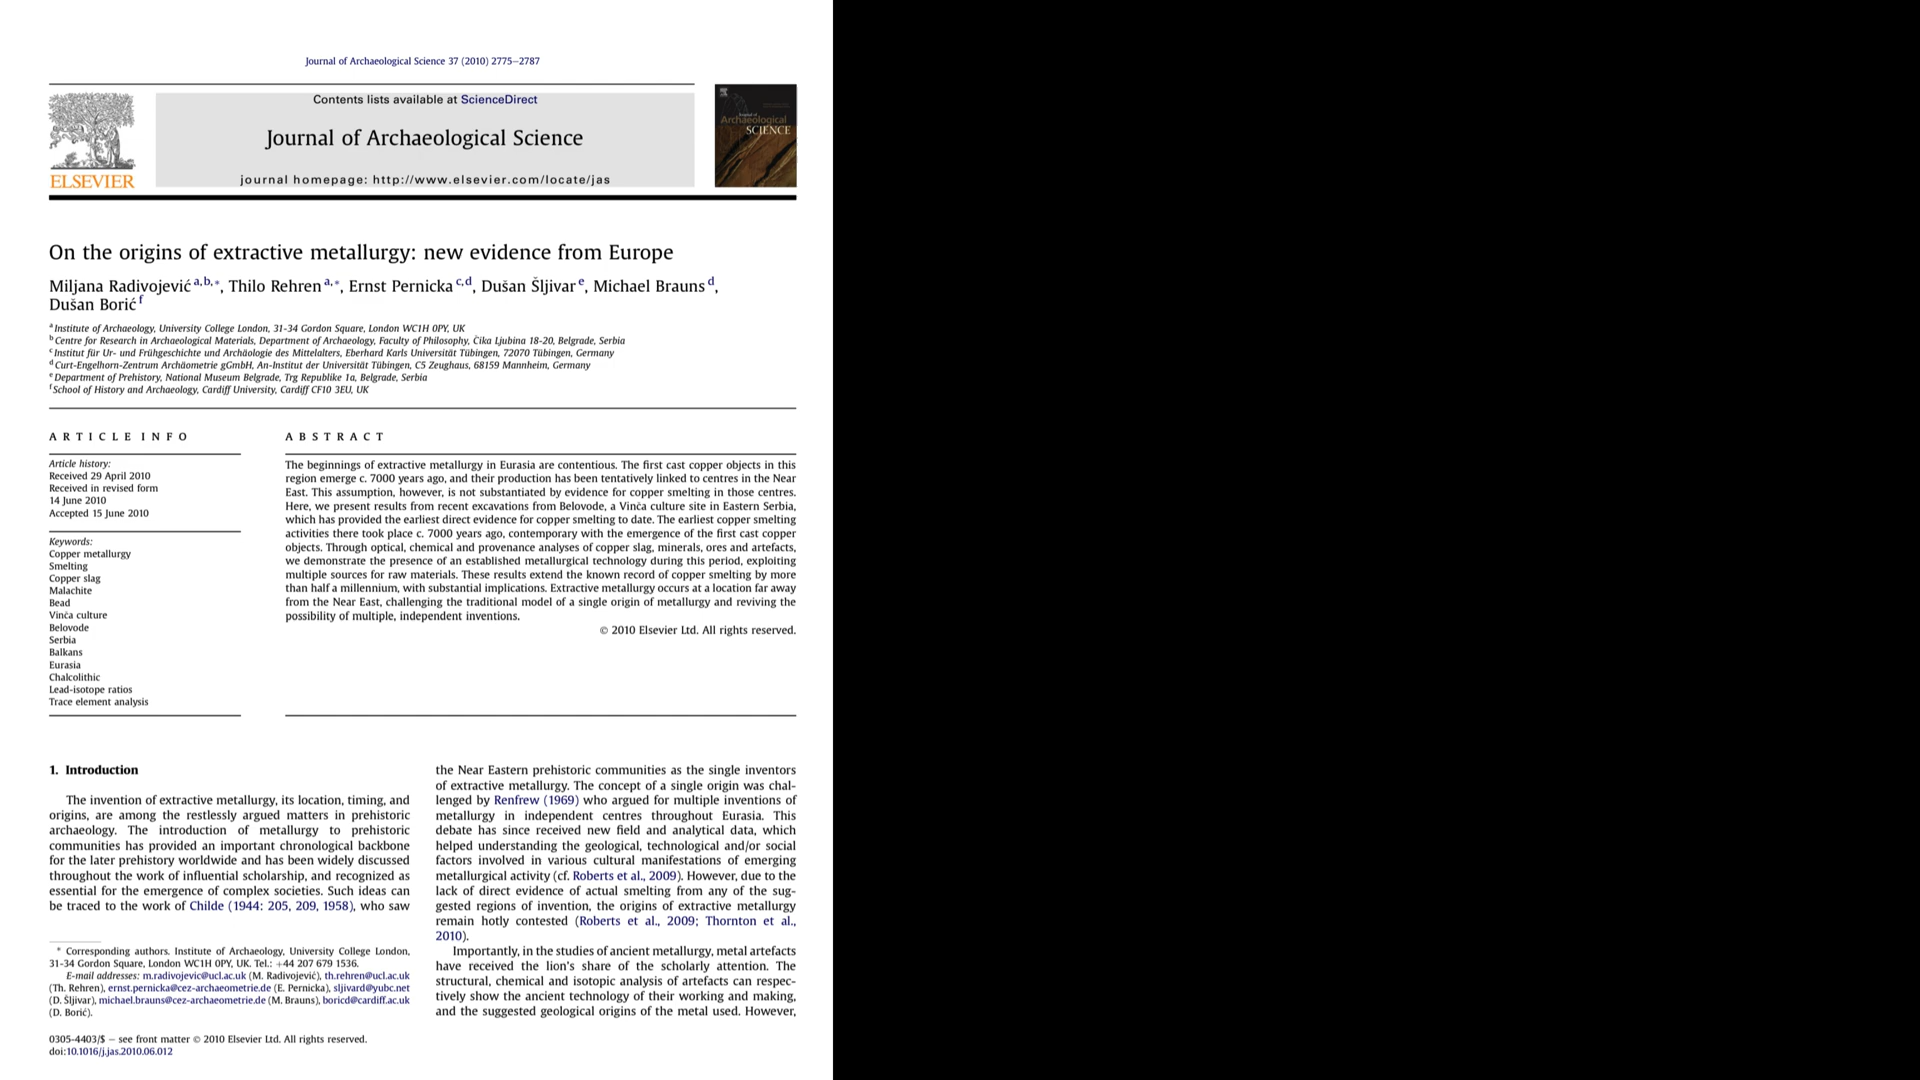 Journal of Archaeological Science 37 (2010) 2775–2787
Contents lists available at ScienceDirect
Journal of Archaeological Science
journal homepage: http://www.elsevier.com/locate/jas
ELSEVIER
Archaeological
SCIENCE
On the origins of extractive metallurgy: new evidence from Europe
Miljana Radivojević a,b,*, Thilo Rehren a,*, Ernst Pernicka c,d, Dušan Šljivar e, Michael Brauns d,
Dušan Borić f
a Institute of Archaeology, University College London, 31-34 Gordon Square, London WC1H 0PY, UK
b Centre for Research in Archaeological Materials, Department of Archaeology, Faculty of Philosophy, Čika Ljubina 18-20, Belgrade, Serbia
c Institut für Ur- und Frühgeschichte und Archäologie des Mittelalters, Eberhard Karls Universität Tübingen, 72070 Tübingen, Germany
d Curt-Engelhorn-Zentrum Archäometrie gGmbH, An-Institut der Universität Tübingen, C5 Zeughaus, 68159 Mannheim, Germany
e Department of Prehistory, National Museum Belgrade, Trg Republike 1a, Belgrade, Serbia
f School of History and Archaeology, Cardiff University, Cardiff CF10 3EU, UK
ARTICLE INFO
Article history:
Received 29 April 2010
Received in revised form
14 June 2010
Accepted 15 June 2010
Keywords:
Copper metallurgy
Smelting
Copper slag
Malachite
Bead
Vinča culture
Belovode
Serbia
Balkans
Eurasia
Chalcolithic
Lead-isotope ratios
Trace element analysis
ABSTRACT
The beginnings of extractive metallurgy in Eurasia are contentious. The first cast copper objects in this
region emerge c. 7000 years ago, and their production has been tentatively linked to centres in the Near
East. This assumption, however, is not substantiated by evidence for copper smelting in those centres.
Here, we present results from recent excavations from Belovode, a Vinča culture site in Eastern Serbia,
which has provided the earliest direct evidence for copper smelting to date. The earliest copper smelting
activities there took place c. 7000 years ago, contemporary with the emergence of the first cast copper
objects. Through optical, chemical and provenance analyses of copper slag, minerals, ores and artefacts,
we demonstrate the presence of an established metallurgical technology during this period, exploiting
multiple sources for raw materials. These results extend the known record of copper smelting by more
than half a millennium, with substantial implications. Extractive metallurgy occurs at a location far away
from the Near East, challenging the traditional model of a single origin of metallurgy and reviving the
possibility of multiple, independent inventions.
© 2010 Elsevier Ltd. All rights reserved.
1. Introduction
The invention of extractive metallurgy, its location, timing, and
origins, are among the restlessly argued matters in prehistoric
archaeology. The introduction of metallurgy to prehistoric
communities has provided an important chronological backbone
for the later prehistory worldwide and has been widely discussed
throughout the work of influential scholarship, and recognized as
essential for the emergence of complex societies. Such ideas can
be traced to the work of Childe (1944: 205, 209, 1958), who saw
* Corresponding authors. Institute of Archaeology, University College London,
31-34 Gordon Square, London WC1H 0PY, UK. Tel.: +44 207 679 1536.
E-mail addresses: m.radivojevic@ucl.ac.uk (M. Radivojević), th.rehren@ucl.ac.uk
(Th. Rehren), ernst.pernicka@cez-archaeometrie.de (E. Pernicka), sljivard@yubc.net
(D. Šljivar), michael.brauns@cez-archaeometrie.de (M. Brauns), boricd@cardiff.ac.uk
(D. Borić).
0305-4403/$ – see front matter © 2010 Elsevier Ltd. All rights reserved.
doi:10.1016/j.jas.2010.06.012
the Near Eastern prehistoric communities as the single inventors
of extractive metallurgy. The concept of a single origin was chal-
lenged by Renfrew (1969) who argued for multiple inventions of
metallurgy in independent centres throughout Eurasia. This
debate has since received new field and analytical data, which
helped understanding the geological, technological and/or social
factors involved in various cultural manifestations of emerging
metallurgical activity (cf. Roberts et al., 2009). However, due to the
lack of direct evidence of actual smelting from any of the sug-
gested regions of invention, the origins of extractive metallurgy
remain hotly contested (Roberts et al., 2009; Thornton et al.,
2010).
Importantly, in the studies of ancient metallurgy, metal artefacts
have received the lion's share of the scholarly attention. The
structural, chemical and isotopic analysis of artefacts can respec-
tively show the ancient technology of their working and making,
and the suggested geological origins of the metal used. However,